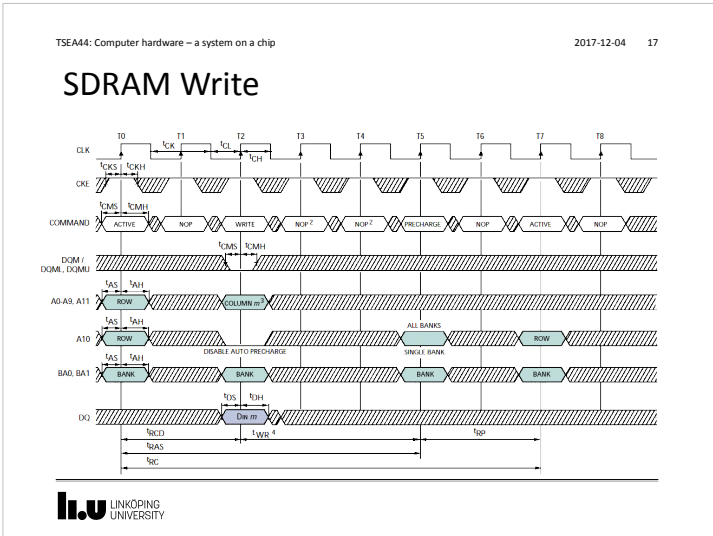 TSEA44: Computer hardware – a system on a chip 2017-12-04 17
SDRAM Write
T0 T1 T2 T3 T4 T5 T6 T7 T8
CLK tCK tCL tCH
tCKS tCKH
CKE
tCMS tCMH
COMMAND ACTIVE NOP WRITE NOP 2 NOP 2 PRECHARGE NOP ACTIVE NOP
tCMS tCMH
DQM /
DQML, DQMU
tAS tAH
A0-A9, A11 ROW COLUMN m 3
tAS tAH ALL BANKS
A10 ROW ROW
DISABLE AUTO PRECHARGE SINGLE BANK
tAS tAH
BA0, BA1 BANK BANK BANK BANK
tDS tDH
DQ DIN m
tRCD tWR 4 tRP
tRAS
tRC
LINKÖPING
UNIVERSITY
li.u